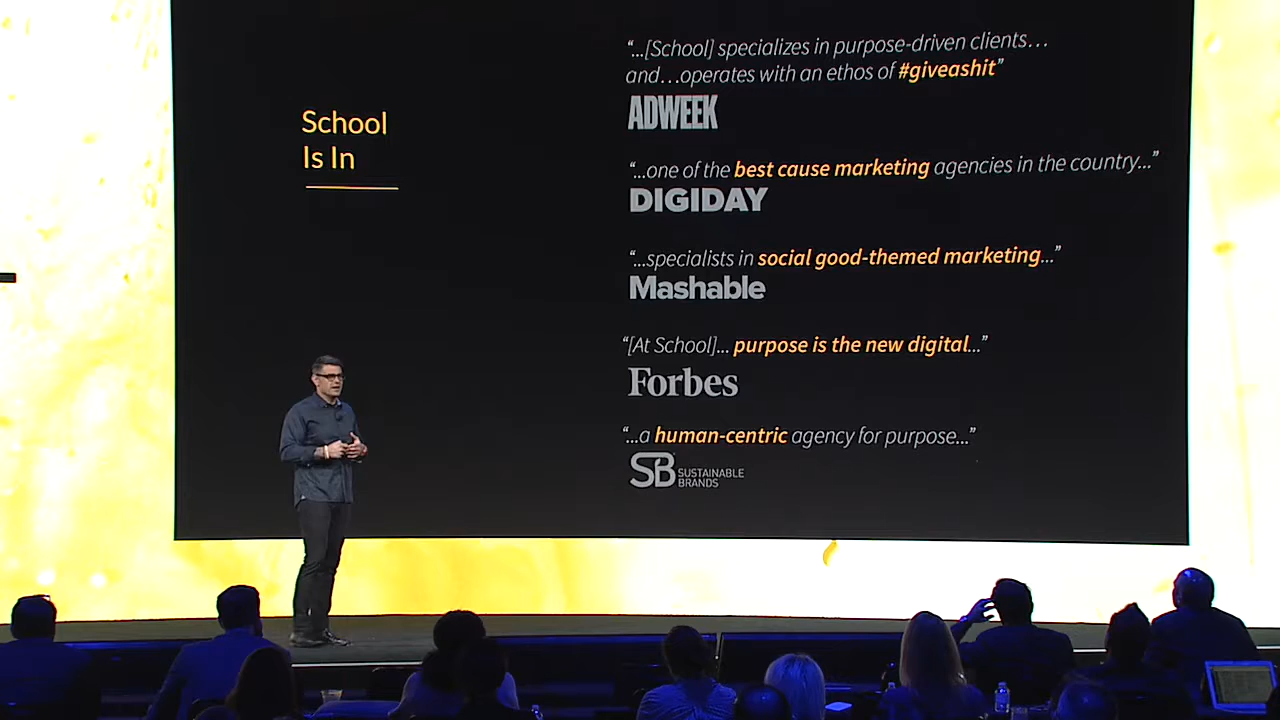 School
Is In
“...[School] specializes in purpose-driven clients…
and…operates with an ethos of #giveashit”
ADWEEK
“...one of the best cause marketing agencies in the country...”
DIGIDAY
“...specialists in social good-themed marketing...”
Mashable
“[At School]... purpose is the new digital...”
Forbes
“...a human-centric agency for purpose...”
SB SUSTAINABLE
BRANDS